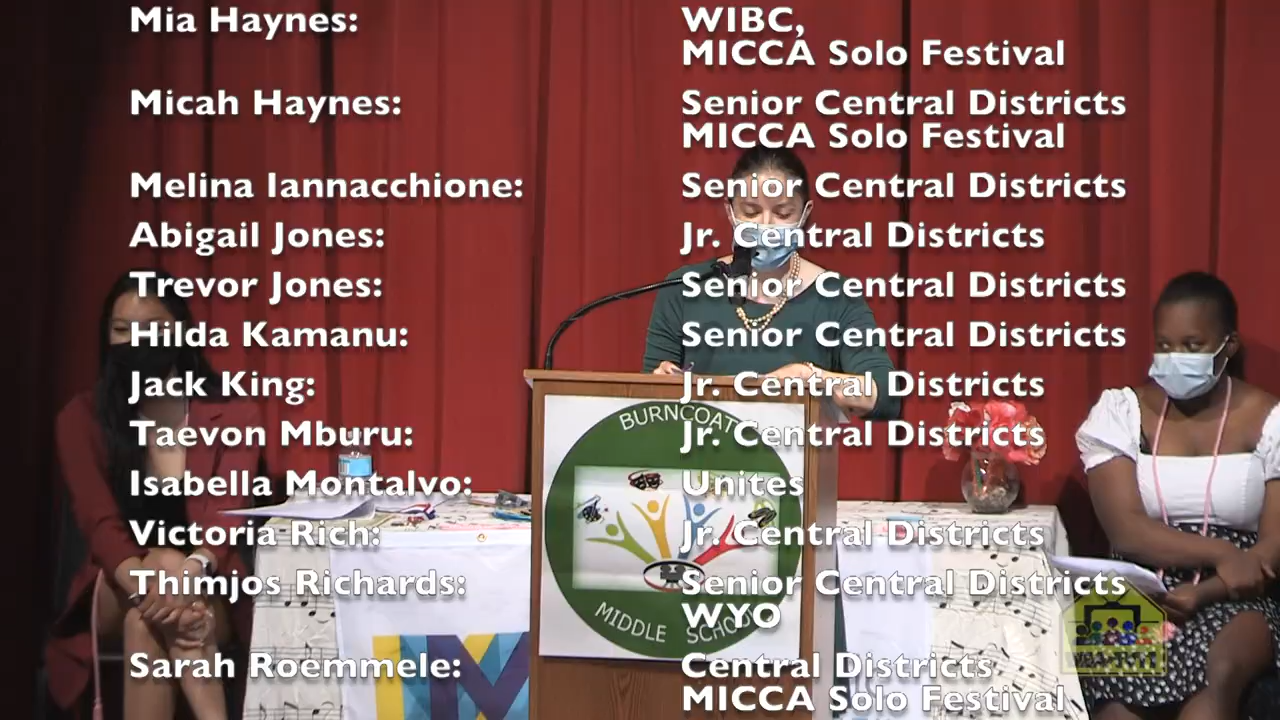 Mia Haynes: WIBC,
MICCA Solo Festival
Micah Haynes: Senior Central Districts
MICCA Solo Festival
Melina Iannacchione: Senior Central Districts
Abigail Jones: Jr. Central Districts
Trevor Jones: Senior Central Districts
Hilda Kamanu: Senior Central Districts
Jack King: Jr. Central Districts
Taevon Mburu: Jr. Central Districts
Isabella Montalvo: Unites
Victoria Rich: Jr. Central Districts
Thimjos Richards: Senior Central Districts
WYO
Sarah Roemmele: Central Districts
MICCA Solo Festival
BURNCOAT
MIDDLE SCHOOL